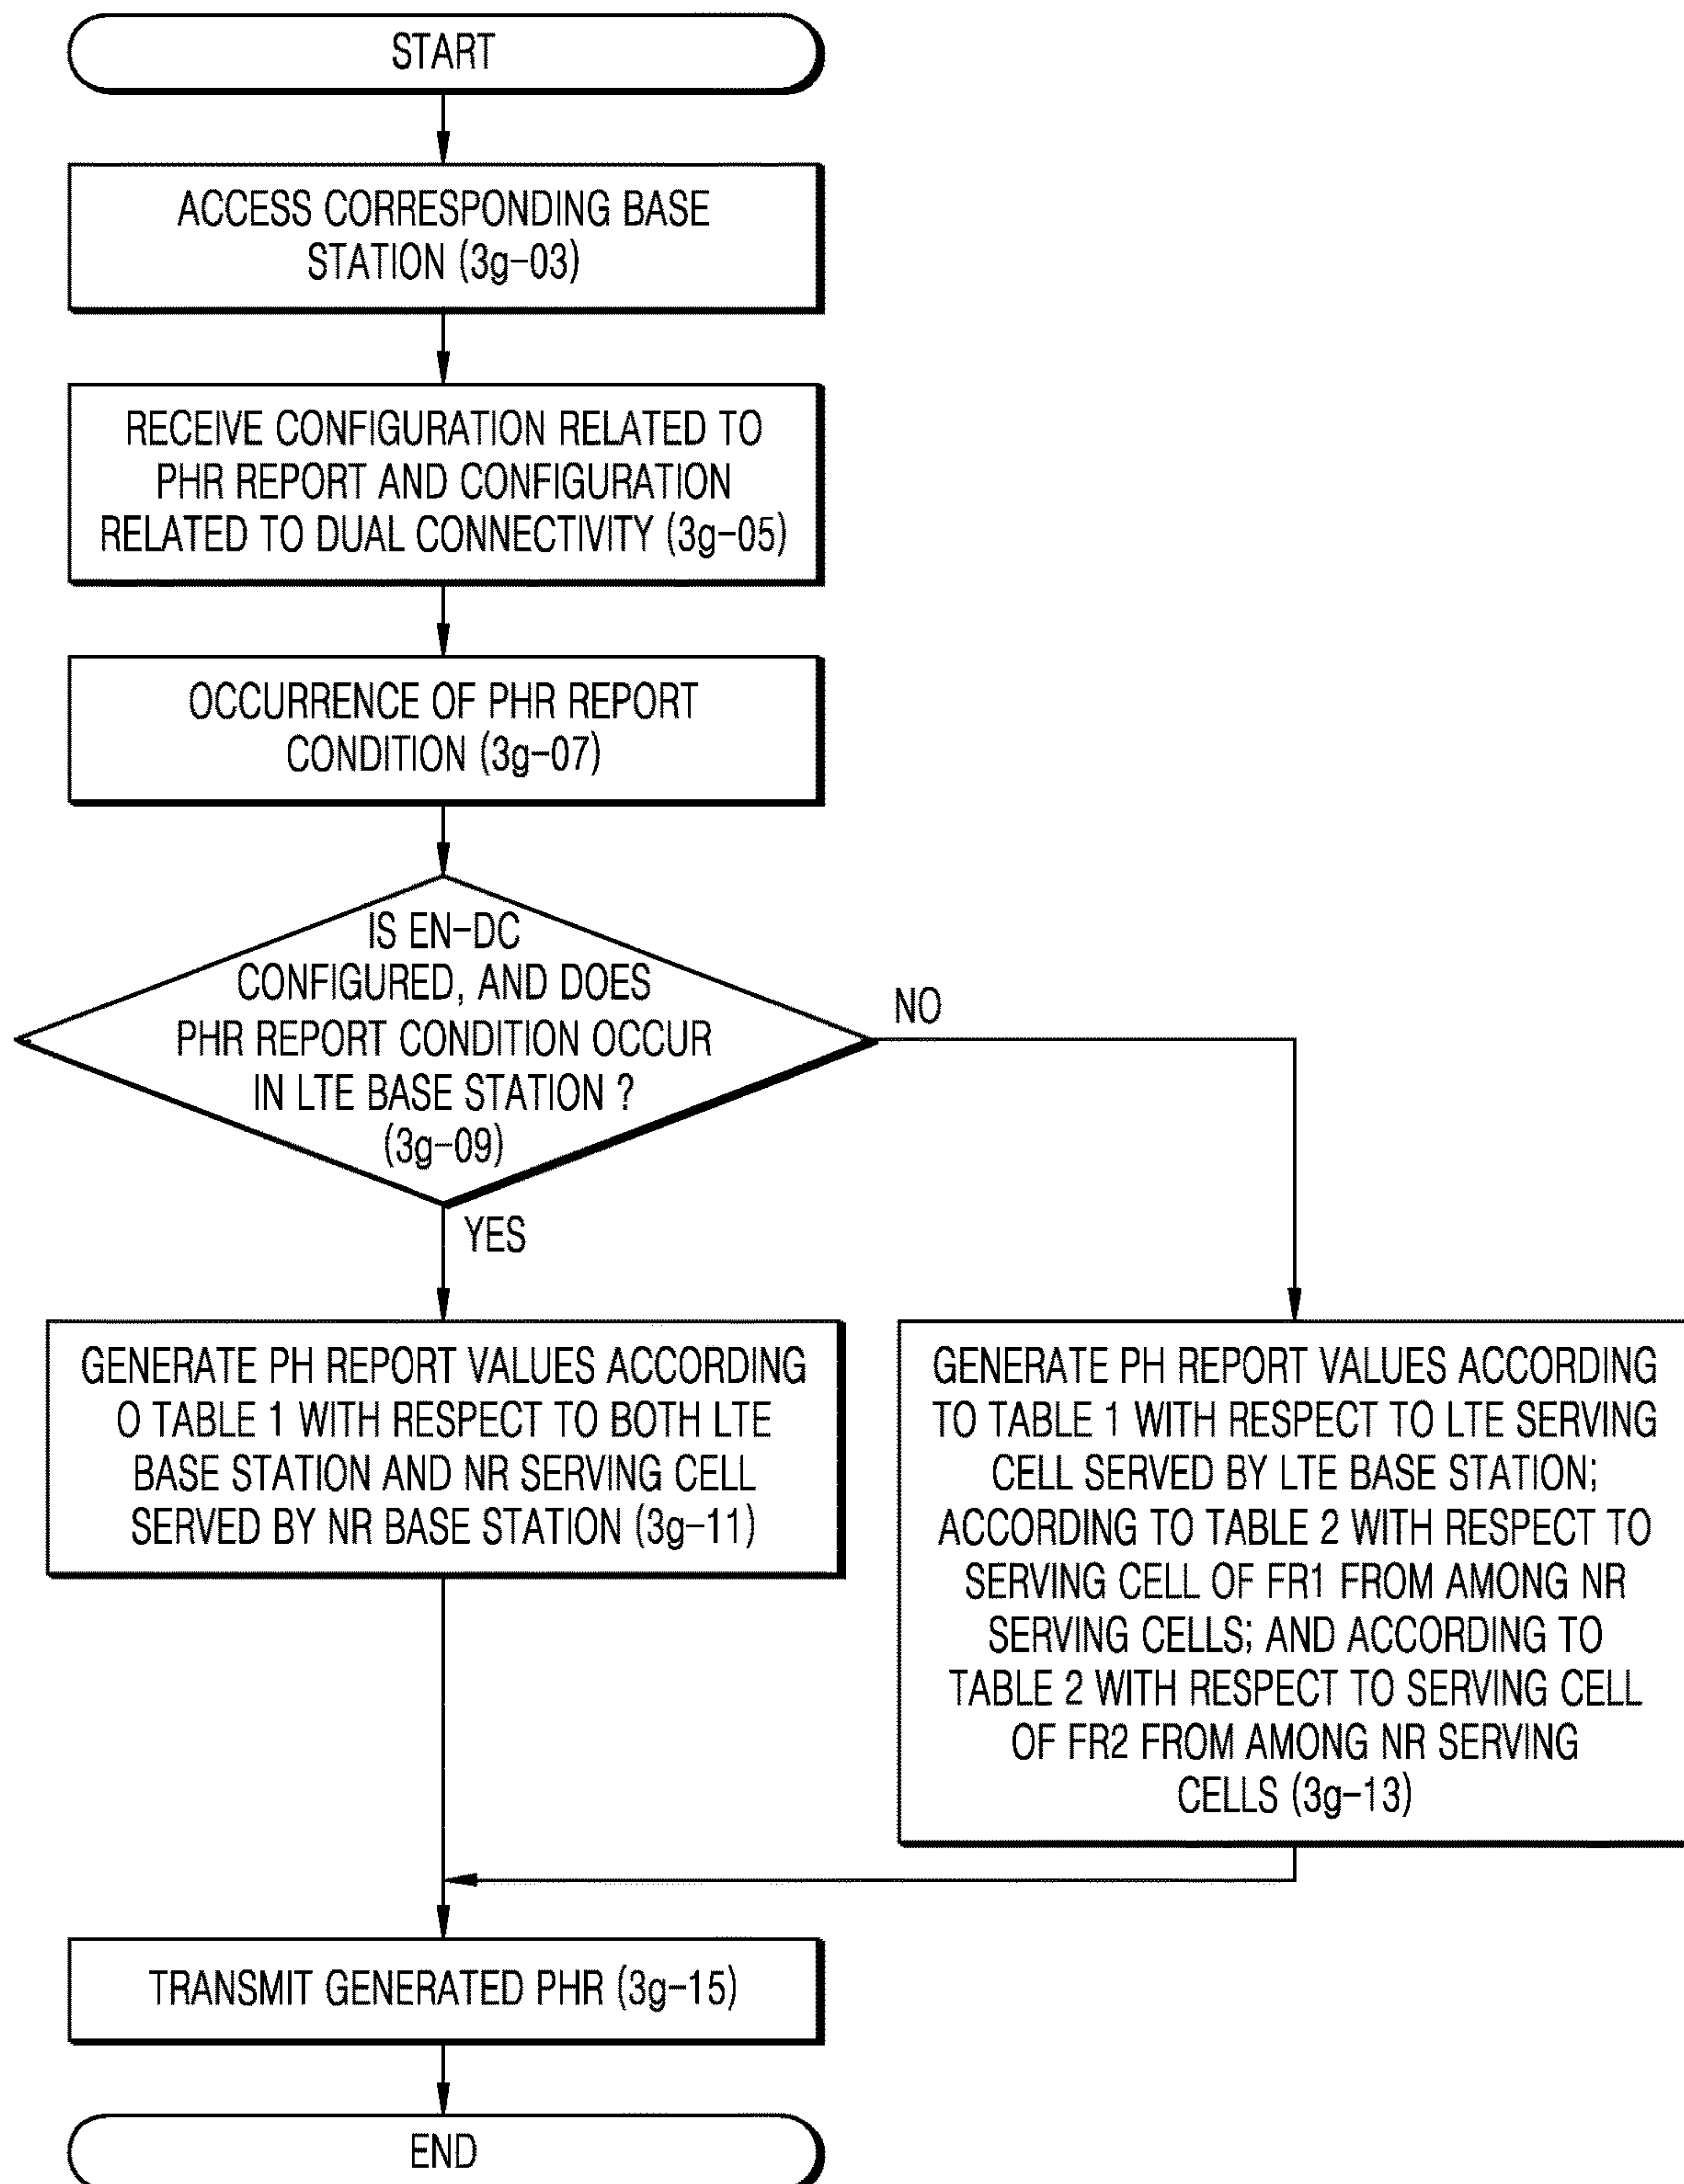 START
ACCESS CORRESPONDING BASE
STATION (3g-03)
RECEIVE CONFIGURATION RELATED TO
PHR REPORT AND CONFIGURATION
RELATED TO DUAL CONNECTIVITY (3g-05)
OCCURRENCE OF PHR REPORT
CONDITION (3g-07)
IS EN-DC
CONFIGURED, AND DOES
PHR REPORT CONDITION OCCUR
IN LTE BASE STATION ?
(3g-09)
NO
YES
GENERATE PH REPORT VALUES ACCORDING
O TABLE 1 WITH RESPECT TO BOTH LTE
BASE STATION AND NR SERVING CELL
SERVED BY NR BASE STATION (3g-11)
GENERATE PH REPORT VALUES ACCORDING
TO TABLE 1 WITH RESPECT TO LTE SERVING
CELL SERVED BY LTE BASE STATION;
ACCORDING TO TABLE 2 WITH RESPECT TO
SERVING CELL OF FR1 FROM AMONG NR
SERVING CELLS; AND ACCORDING TO
TABLE 2 WITH RESPECT TO SERVING CELL
OF FR2 FROM AMONG NR SERVING
CELLS (3g-13)
TRANSMIT GENERATED PHR (3g-15)
END